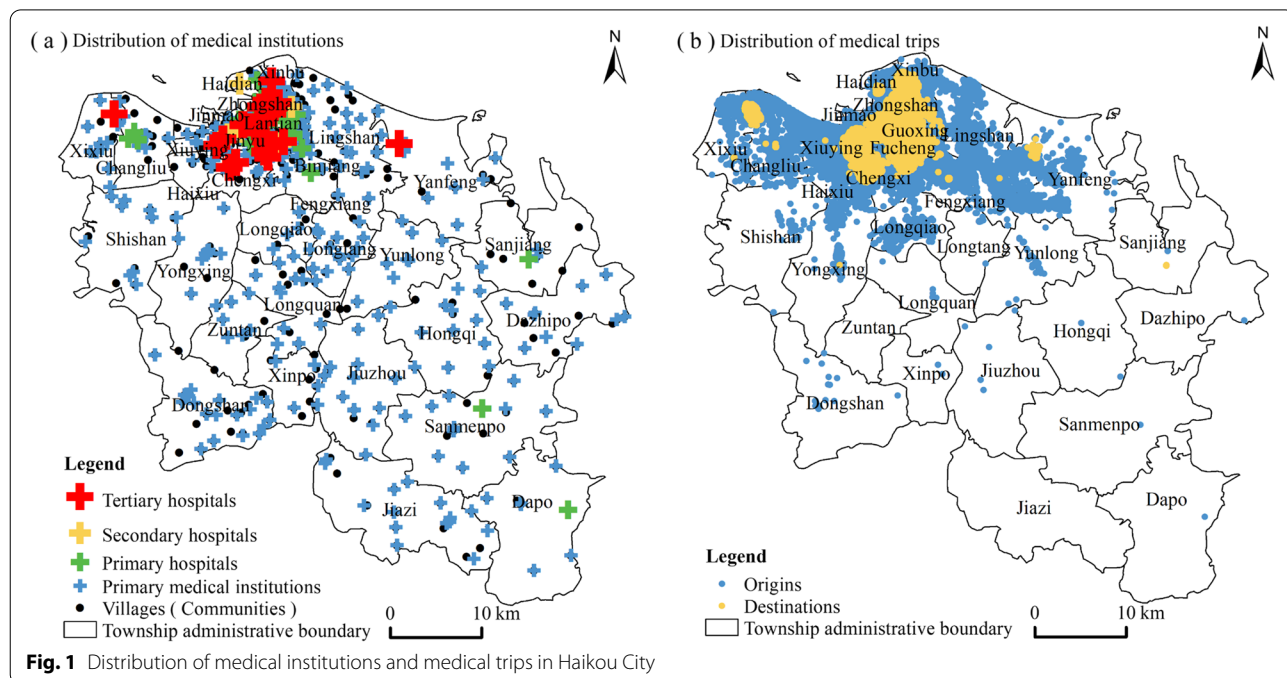 ( a ) Distribution of medical institutions
N
Xinbu
Haidian
Zhongshan
Jinmao
Lantian
Jinyu
Lingshan
Xixiu
Xiuying
Changliu
Binjiang
Chengxi
Yanfeng
Haixiu
Fengxiang
Shishan
Longqiao
Longtang
Yunlong
Sanjiang
Yongxing
Longquan
Zuntan
Hongqi
Dazhipo
Xinpo
Jiuzhou
Dongshan
Sanmenpo
Jiazi
Dapo
Legend
Tertiary hospitals
Secondary hospitals
Primary hospitals
Primary medical institutions
Villages ( Communities )
Township administrative boundary
0 10 km
( b ) Distribution of medical trips
N
Xinbu
Haidian
Zhongshan
Jinmao
Guoxing
Lingshan
Xixiu
Xiuying
Fucheng
Changliu
Chengxi
Yanfeng
Haixiu
Fengxiang
Shishan
Longqiao
Longtang
Yunlong
Sanjiang
Yongxing
Longquan
Zuntan
Hongqi
Dazhipo
Xinpo
Jiuzhou
Dongshan
Sanmenpo
Jiazi
Dapo
Legend
Origins
Destinations
Township administrative boundary
0 10 km
Fig. 1 Distribution of medical institutions and medical trips in Haikou City